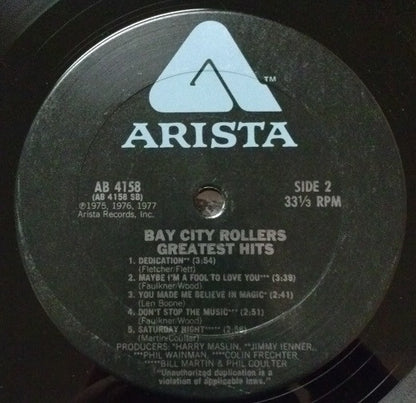 A™
ARISTA
AB 4158
(AB 4158 SB)
℗1975, 1976, 1977
Arista Records, Inc.
SIDE 2
33⅓ RPM
BAY CITY ROLLERS
GREATEST HITS
1. DEDICATION** (3:54)
(Fletcher/Flett)
2. MAYBE I'M A FOOL TO LOVE YOU*** (3:39)
(Faulkner/Wood)
3. YOU MADE ME BELIEVE IN MAGIC* (2:41)
(Len Boone)
4. DON'T STOP THE MUSIC*** (2:51)
(Faulkner/Wood)
5. SATURDAY NIGHT***** (2:56)
(Martin/Coulter)
PRODUCERS: *HARRY MASLIN, **JIMMY IENNER,
***PHIL WAINMAN, ****COLIN FRECHTER,
*****BILL MARTIN & PHIL COULTER
"Unauthorized duplication is a
violation of applicable laws."